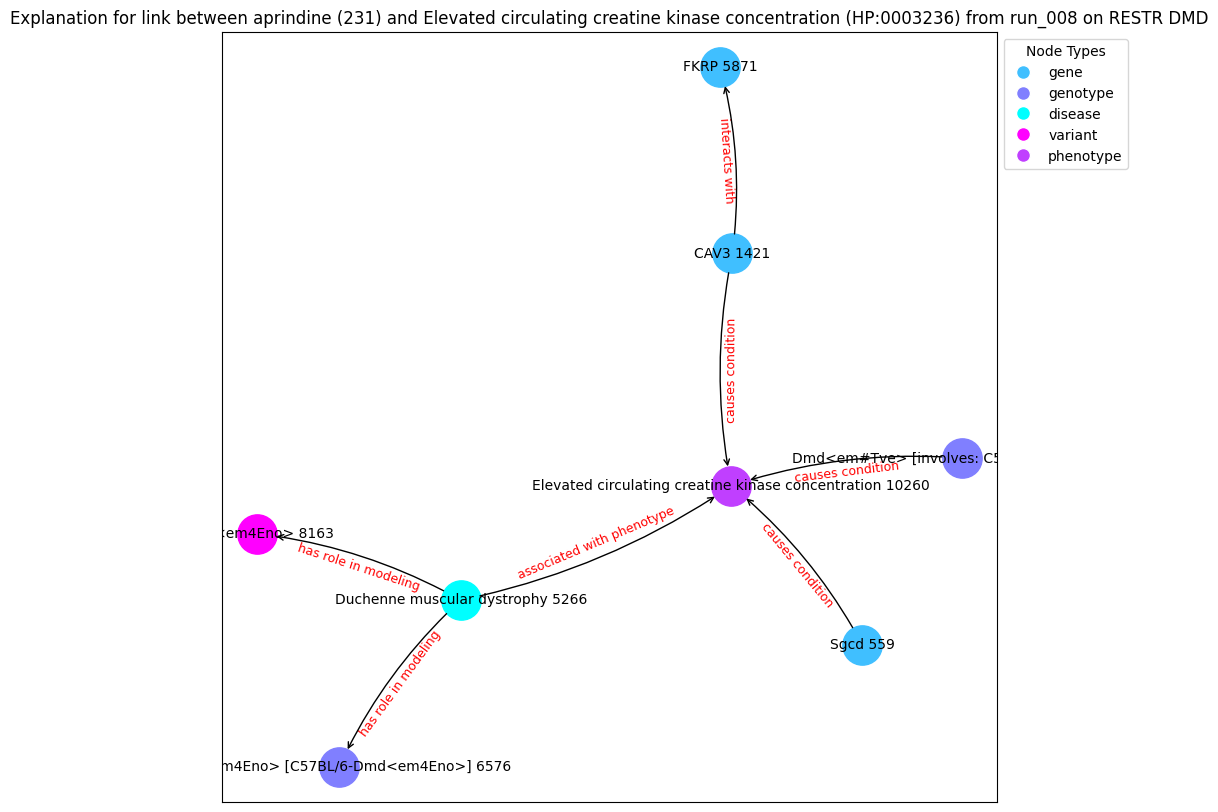 Explanation for link between aprindine (231) and Elevated circulating creatine kinase concentration (HP:0003236) from run_008 on RESTR DMD
Node Types
gene
genotype
disease
variant
phenotype
FKRP 5871
interacts with
CAV3 1421
causes condition
Dmd<em#Tve> [involves: C5
causes condition
Elevated circulating creatine kinase concentration 10260
<em4Eno> 8163
has role in modeling
associated with phenotype
causes condition
Duchenne muscular dystrophy 5266
Sgcd 559
has role in modeling
m4Eno> [C57BL/6-Dmd<em4Eno>] 6576